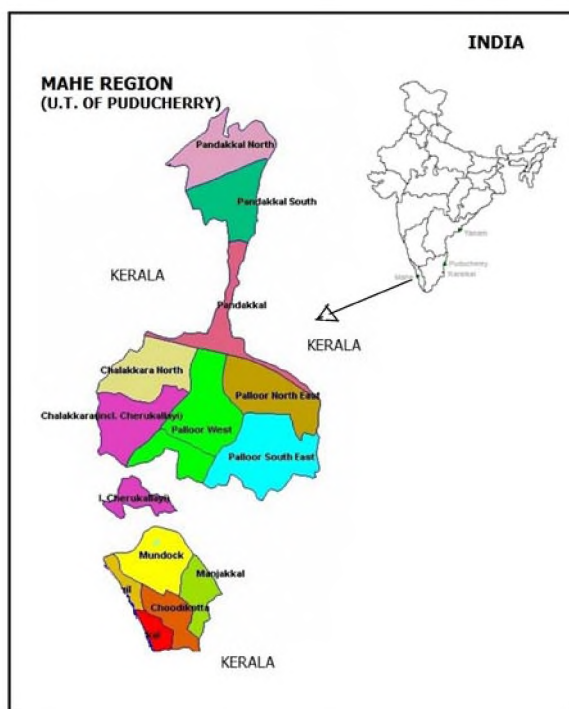 INDIA
MAHE REGION
(U.T. OF PUDUCHERRY)
Pandakkal North
Pandakkal South
KERALA
Pandakkal
KERALA
Yanam
Puducherry
Karaikal
Mahe
Chalakkara North
Palloor North East
Chalakkara(incl. Cherukallayi)
Palloor West
Palloor South East
l. Cherukallayi)
Mundock
Manjakkal
Choodikotta
KERALA